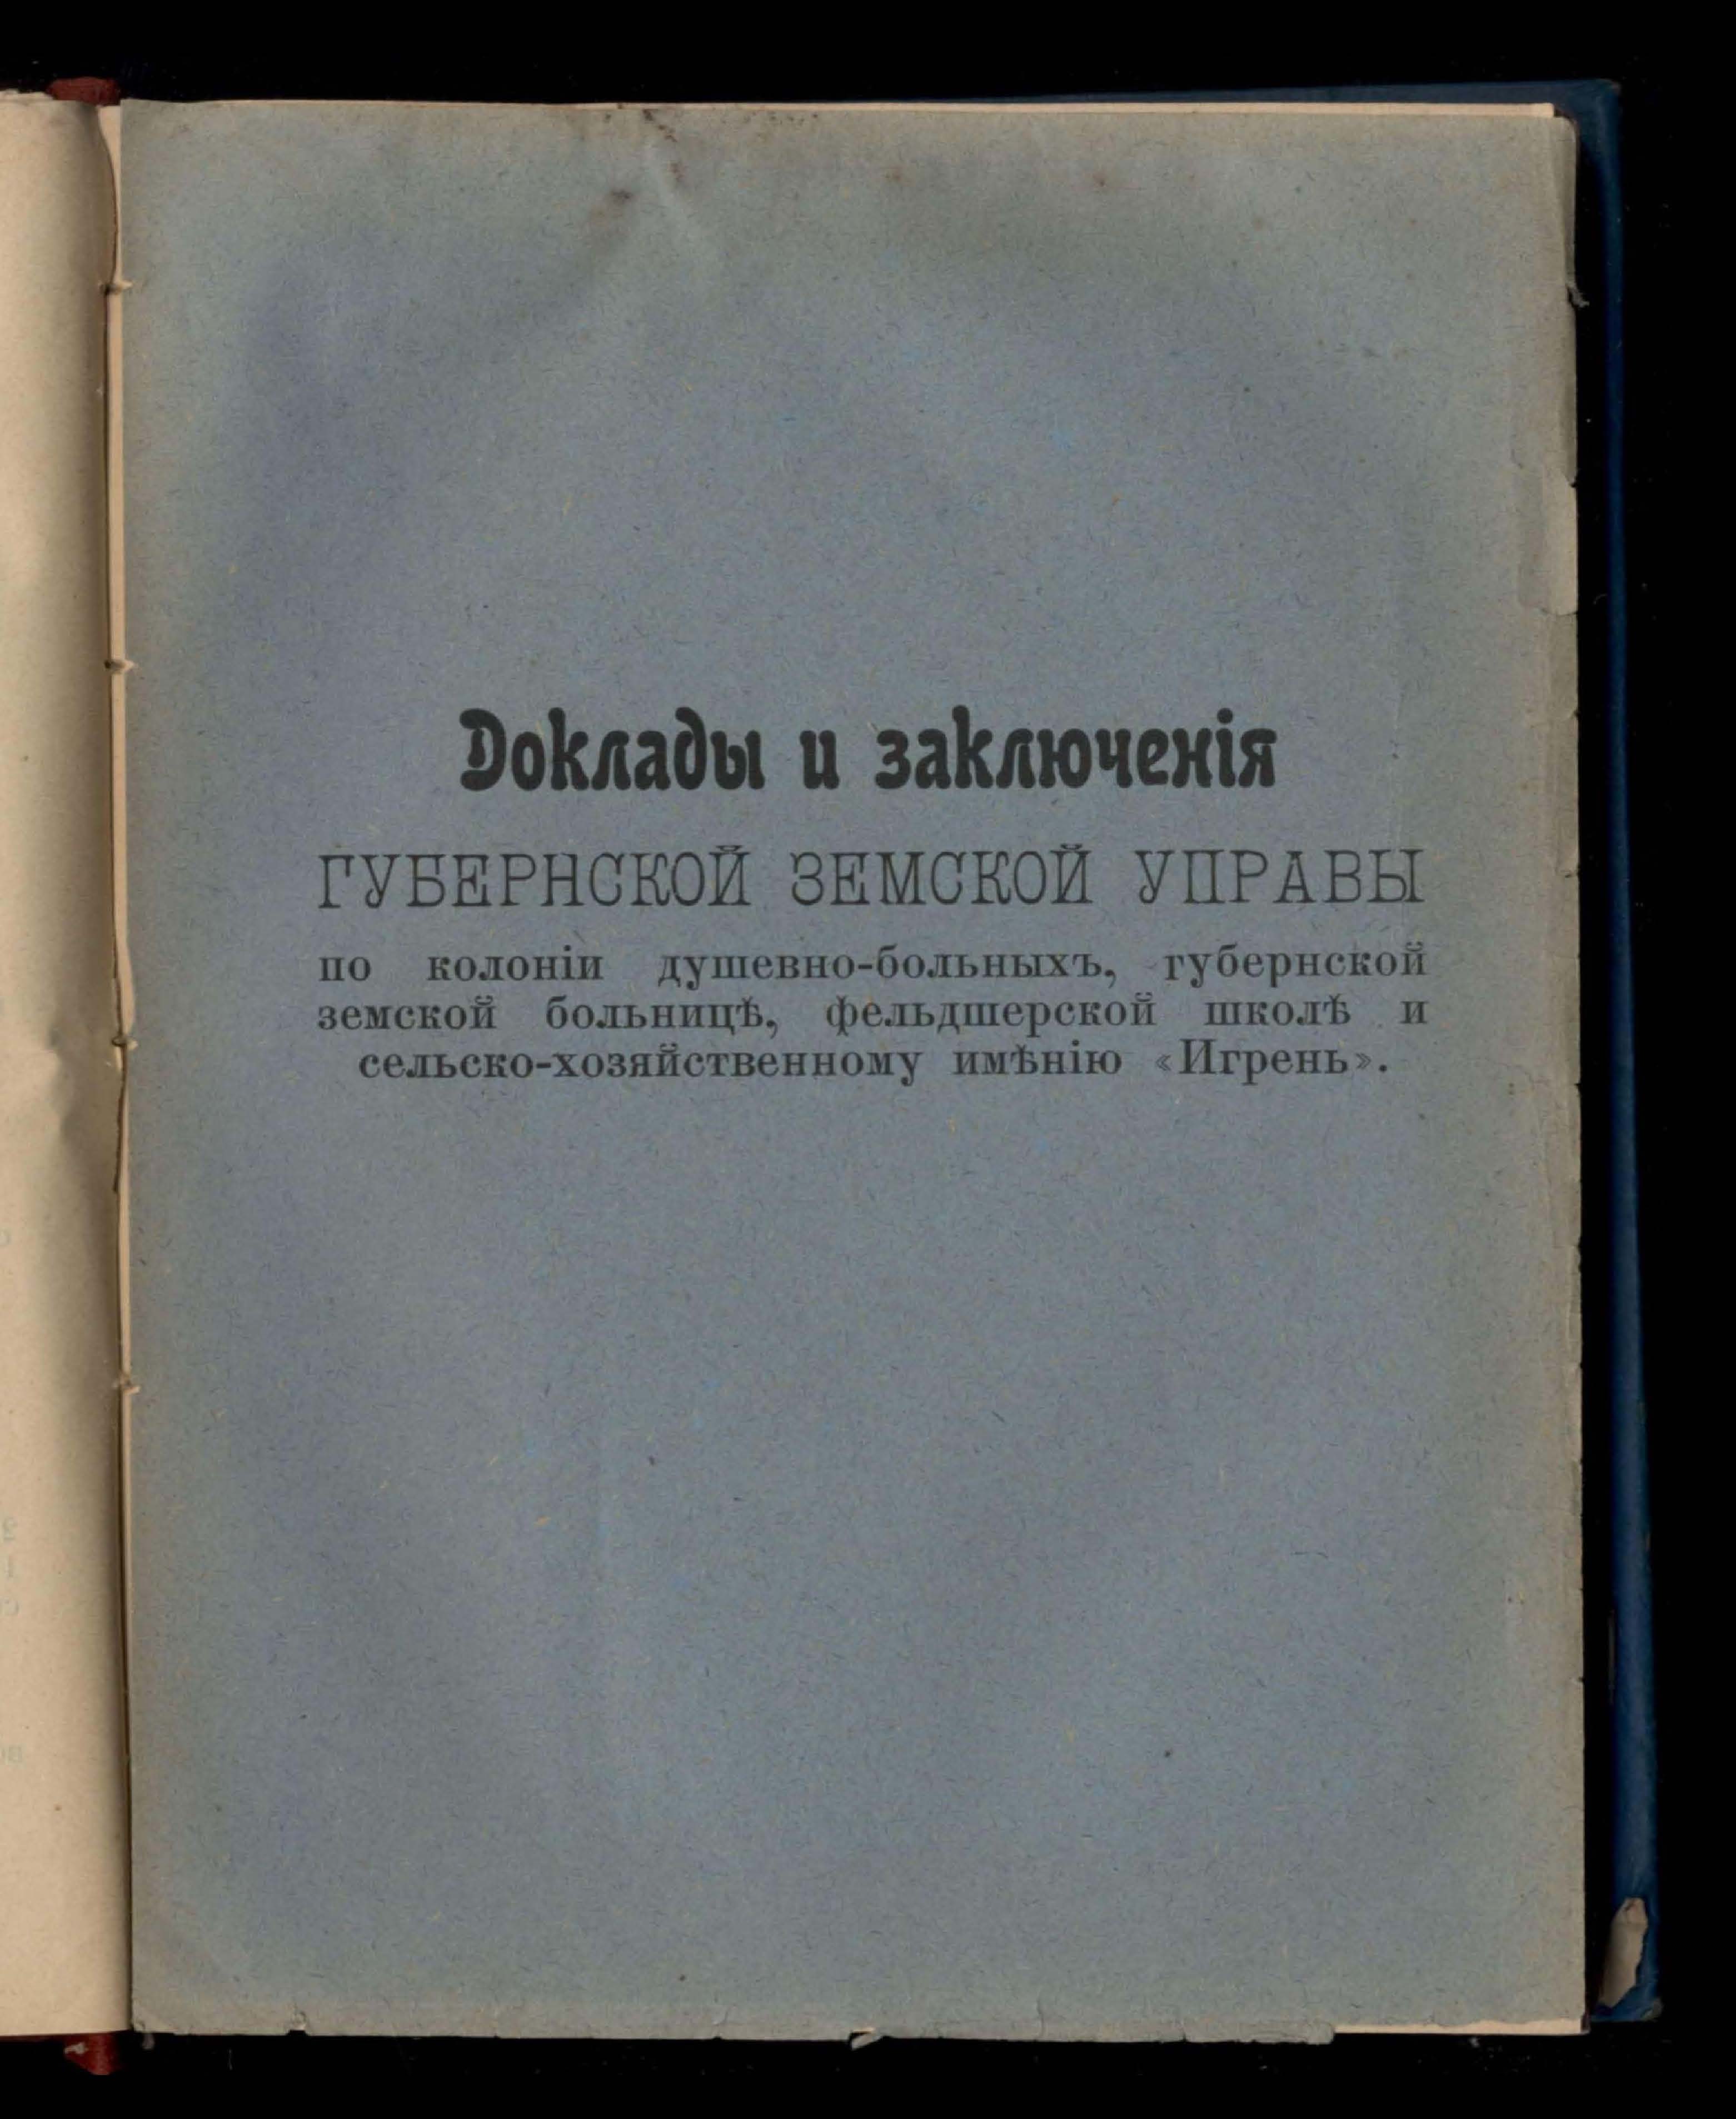 Доклады и заключенія
ГУБЕРНСКОЙ ЗЕМСКОЙ УПРАВЫ
по колоніи душевно-больныхъ, губернской
земской больницѣ, фельдшерской школѣ и
сельско-хозяйственному имѣнію «Игрень».